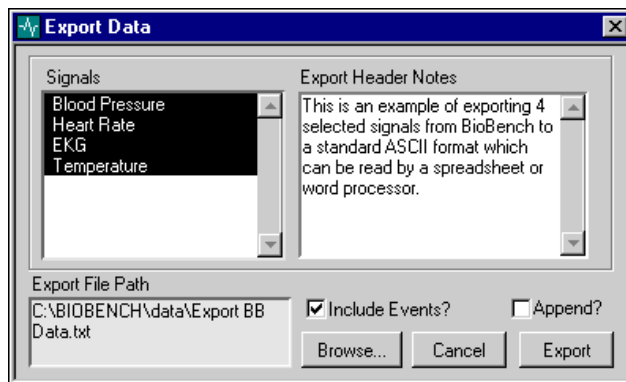 Export Data
Signals
Blood Pressure
Heart Rate
EKG
Temperature
Export Header Notes
This is an example of exporting 4
selected signals from BioBench to
a standard ASCII format which
can be read by a spreadsheet or
word processor.
Export File Path
C:\BIOBENCH\data\Export BB
Data.txt
Include Events?
Append?
Browse...
Cancel
Export